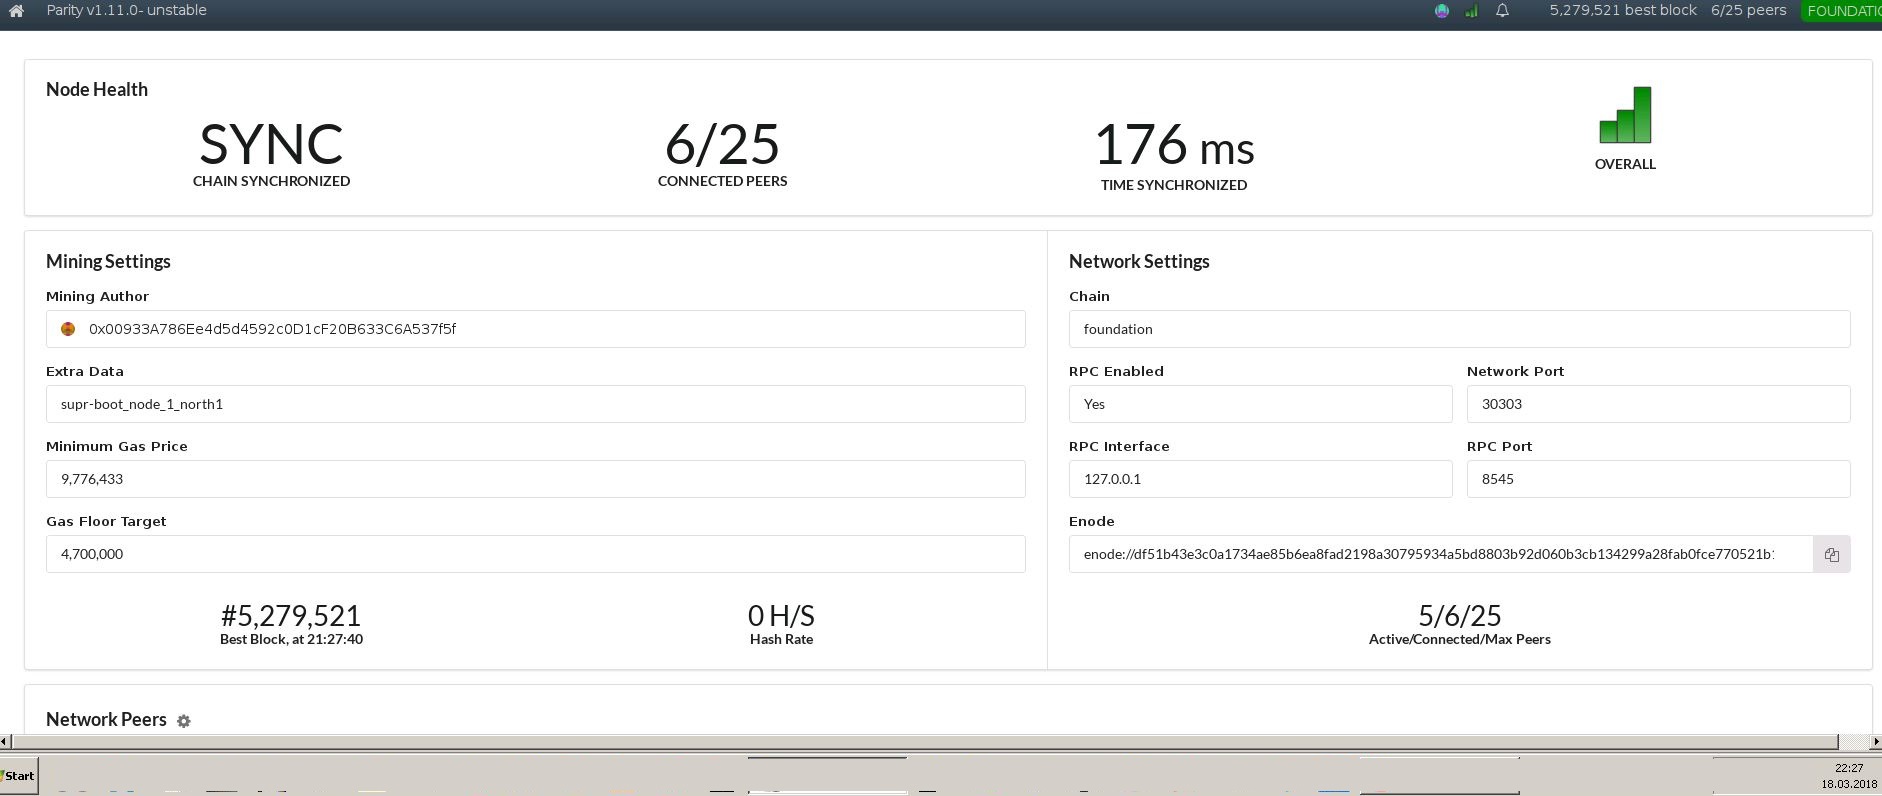 Parity v1.11.0- unstable
5,279,521 best block 6/25 peers FOUNDATIO
Node Health
SYNC
CHAIN SYNCHRONIZED
6/25
CONNECTED PEERS
176 ms
TIME SYNCHRONIZED
OVERALL
Mining Settings
Mining Author
0x00933A786Ee4d5d4592c0D1cF20B633C6A537f5f
Extra Data
supr-boot_node_1_north1
Minimum Gas Price
9,776,433
Gas Floor Target
4,700,000
#5,279,521
Best Block, at 21:27:40
0 H/S
Hash Rate
Network Settings
Chain
foundation
RPC Enabled
Yes
Network Port
30303
RPC Interface
127.0.0.1
RPC Port
8545
Enode
enode://df51b43e3c0a1734ae85b6ea8fad2198a30795934a5bd8803b92d060b3cb134299a28fab0fce770521b1
5/6/25
Active/Connected/Max Peers
Network Peers
Start
22:27
18.03.2018